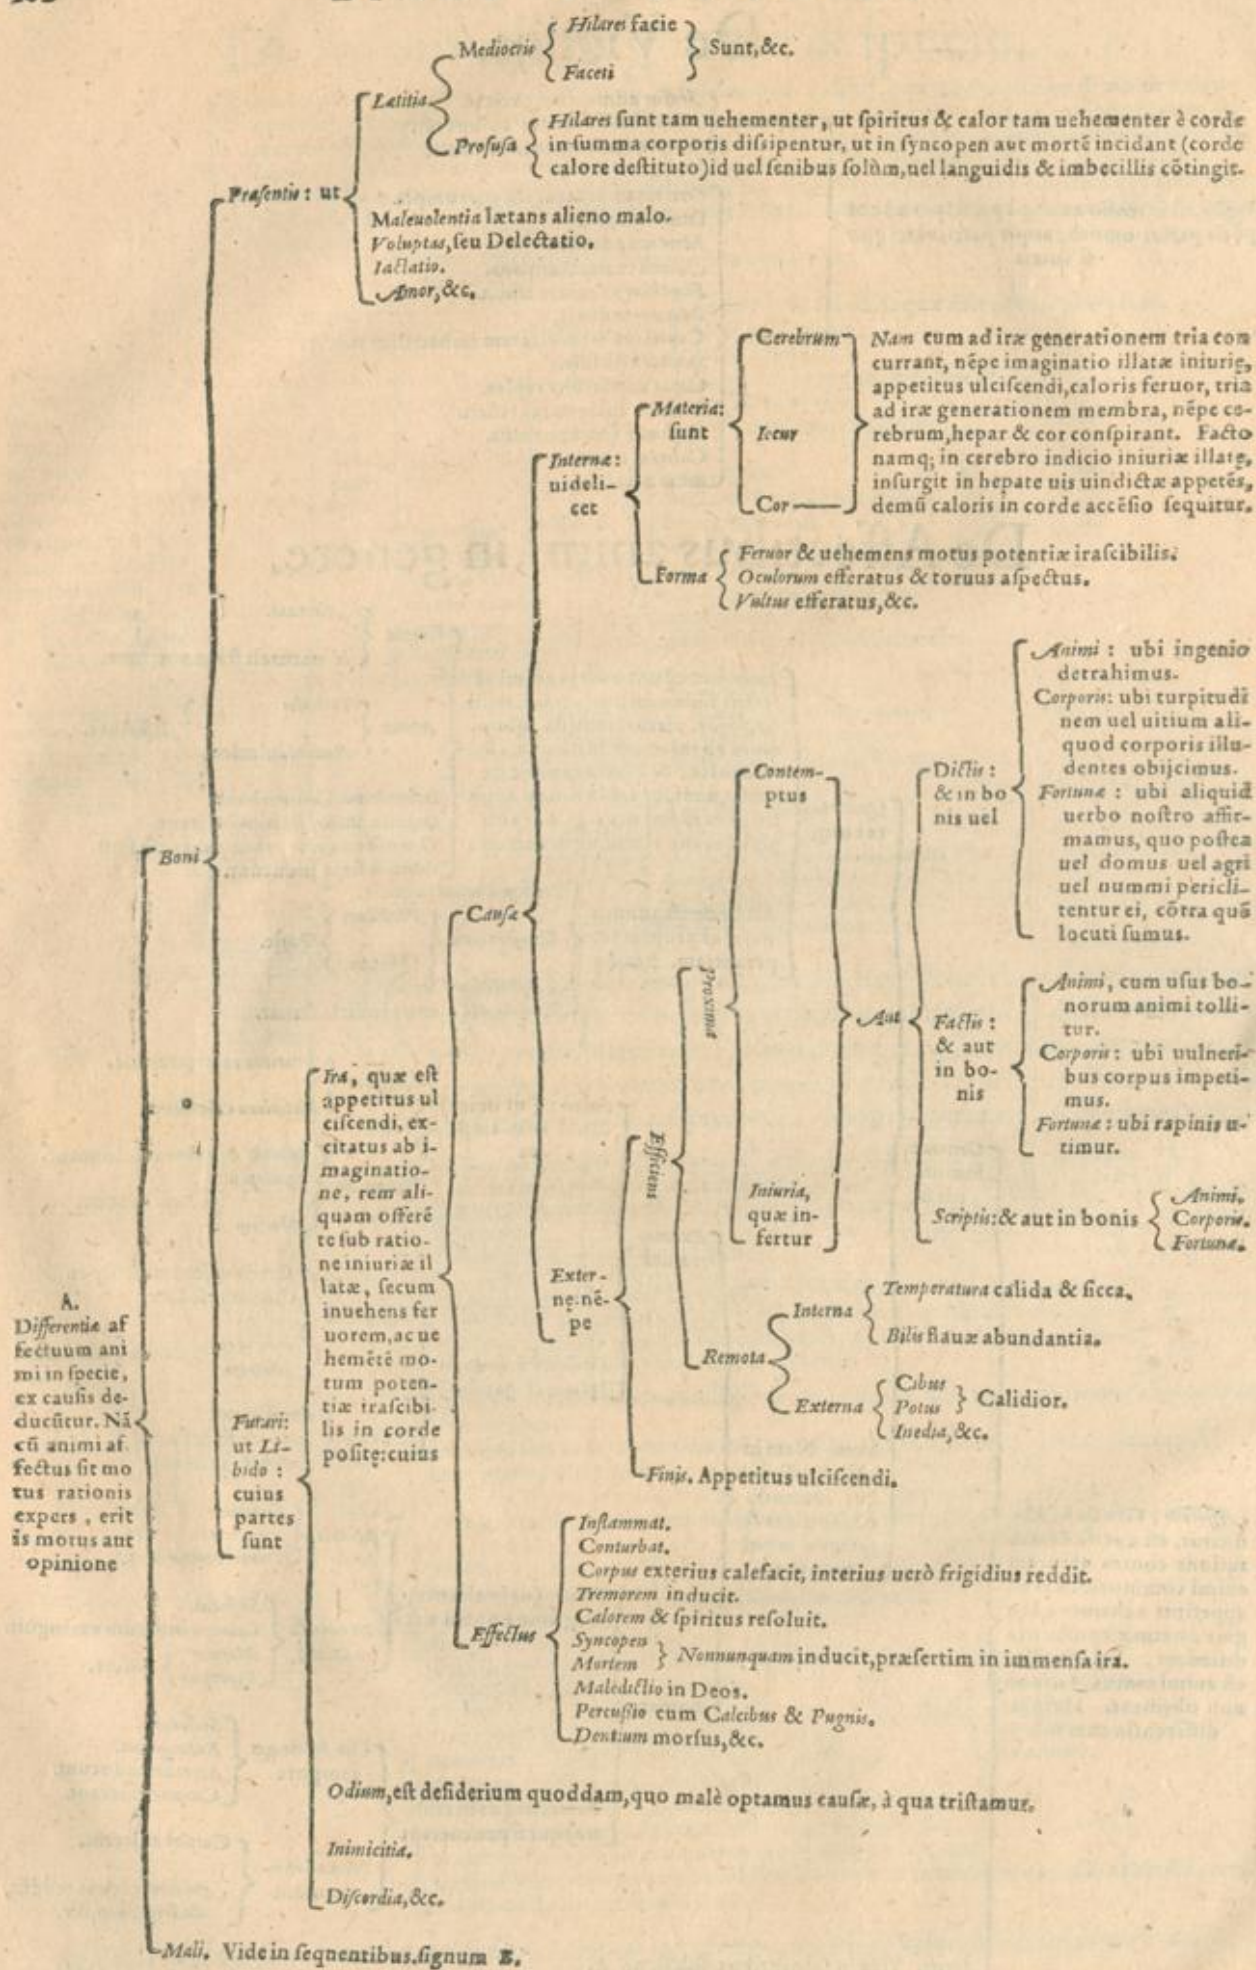 Mediocris
Hilares facie
Faceti
Sunt, &c.
Lætitia
Profusa
Hilares sunt tam uehementer, ut spiritus & calor tam uehementer è corde
in summa corporis dissipentur, ut in syncopen aut mortē incidant (corde
calore destituto) id uel senibus solùm, uel languidis & imbecillis cōtingit.
Præsentis: ut
Maleuolentia lætans alieno malo.
Voluptas, seu Delectatio.
Iactatio.
Amor, &c.
Cerebrum
Iecur
Cor
Nam cum ad iræ generationem tria con
currant, nēpe imaginatio illatæ iniurię,
appetitus ulciscendi, caloris feruor, tria
ad iræ generationem membra, nēpe ce-
rebrum, hepar & cor conspirant. Facto
namq; in cerebro indicio iniuriæ illatę,
insurgit in hepate uis uindictæ appetēs,
demū caloris in corde accēsio sequitur.
Materia:
sunt
Internæ:
uideli-
cet
Forma
Feruor & uehemens motus potentiæ irascibilis.
Oculorum efferatus & toruus aspectus.
Vultus efferatus, &c.
Animi: ubi ingenio
detrahimus.
Corporis: ubi turpitudi
nem uel uitium ali-
quod corporis illu-
dentes obijcimus.
Fortunæ: ubi aliquid
uerbo nostro affir-
mamus, quo postea
uel domus uel agri
uel nummi pericli-
tentur ei, cōtra quē
locuti sumus.
Dictis:
& in bo
nis uel
Contem-
ptus
Boni
Causæ
Proxima
Aut
Factis:
& aut
in bo-
nis
Animi, cum usus bo-
norum animi tolli-
tur.
Corporis: ubi uulneri-
bus corpus impeti-
mus.
Fortunæ: ubi rapinis u-
timur.
Ira, quæ est
appetitus ul
ciscendi, ex-
citatus ab i-
maginatio-
ne, rem ali-
quam offerē
te sub ratio-
ne iniuriæ il
latæ, secum
inuehens fer
uorem, ac ue
hemētē mo-
tum poten-
tiæ irascibi-
lis in corde
positę: cuius
Efficiens
Iniuria,
quæ in-
fertur
Scriptis: & aut in bonis
Animi.
Corporis.
Fortunæ.
Exter-
nę: nē-
pe
Remota
Interna
Temperatura calida & sicca.
Bilis flauæ abundantia.
Externa
Cibus
Potus
Calidior.
Inedia, &c.
Finis. Appetitus ulciscendi.
A.
Differentiæ af
fectuum ani
mi in specie,
ex causis de-
ducūtur. Nā
cū animi af
fectus sit mo
tus rationis
expers, erit
is motus aut
opinione
Futuri:
ut Li-
bido:
cuius
partes
sunt
Effectus
Inflammat.
Conturbat.
Corpus exterius calefacit, interius uerò frigidius reddit.
Tremorem inducit.
Calorem & spiritus resoluit.
Syncopen
Mortem
Nonnunquam inducit, præsertim in immensa ira.
Maledictio in Deos.
Percussio cum Calcibus & Pugnis.
Dentium morsus, &c.
Odium, est desiderium quoddam, quo malè optamus causæ, à qua tristamur.
Inimicitiæ.
Discordia, &c.
Mali. Vide in seqnentibus. signum B.